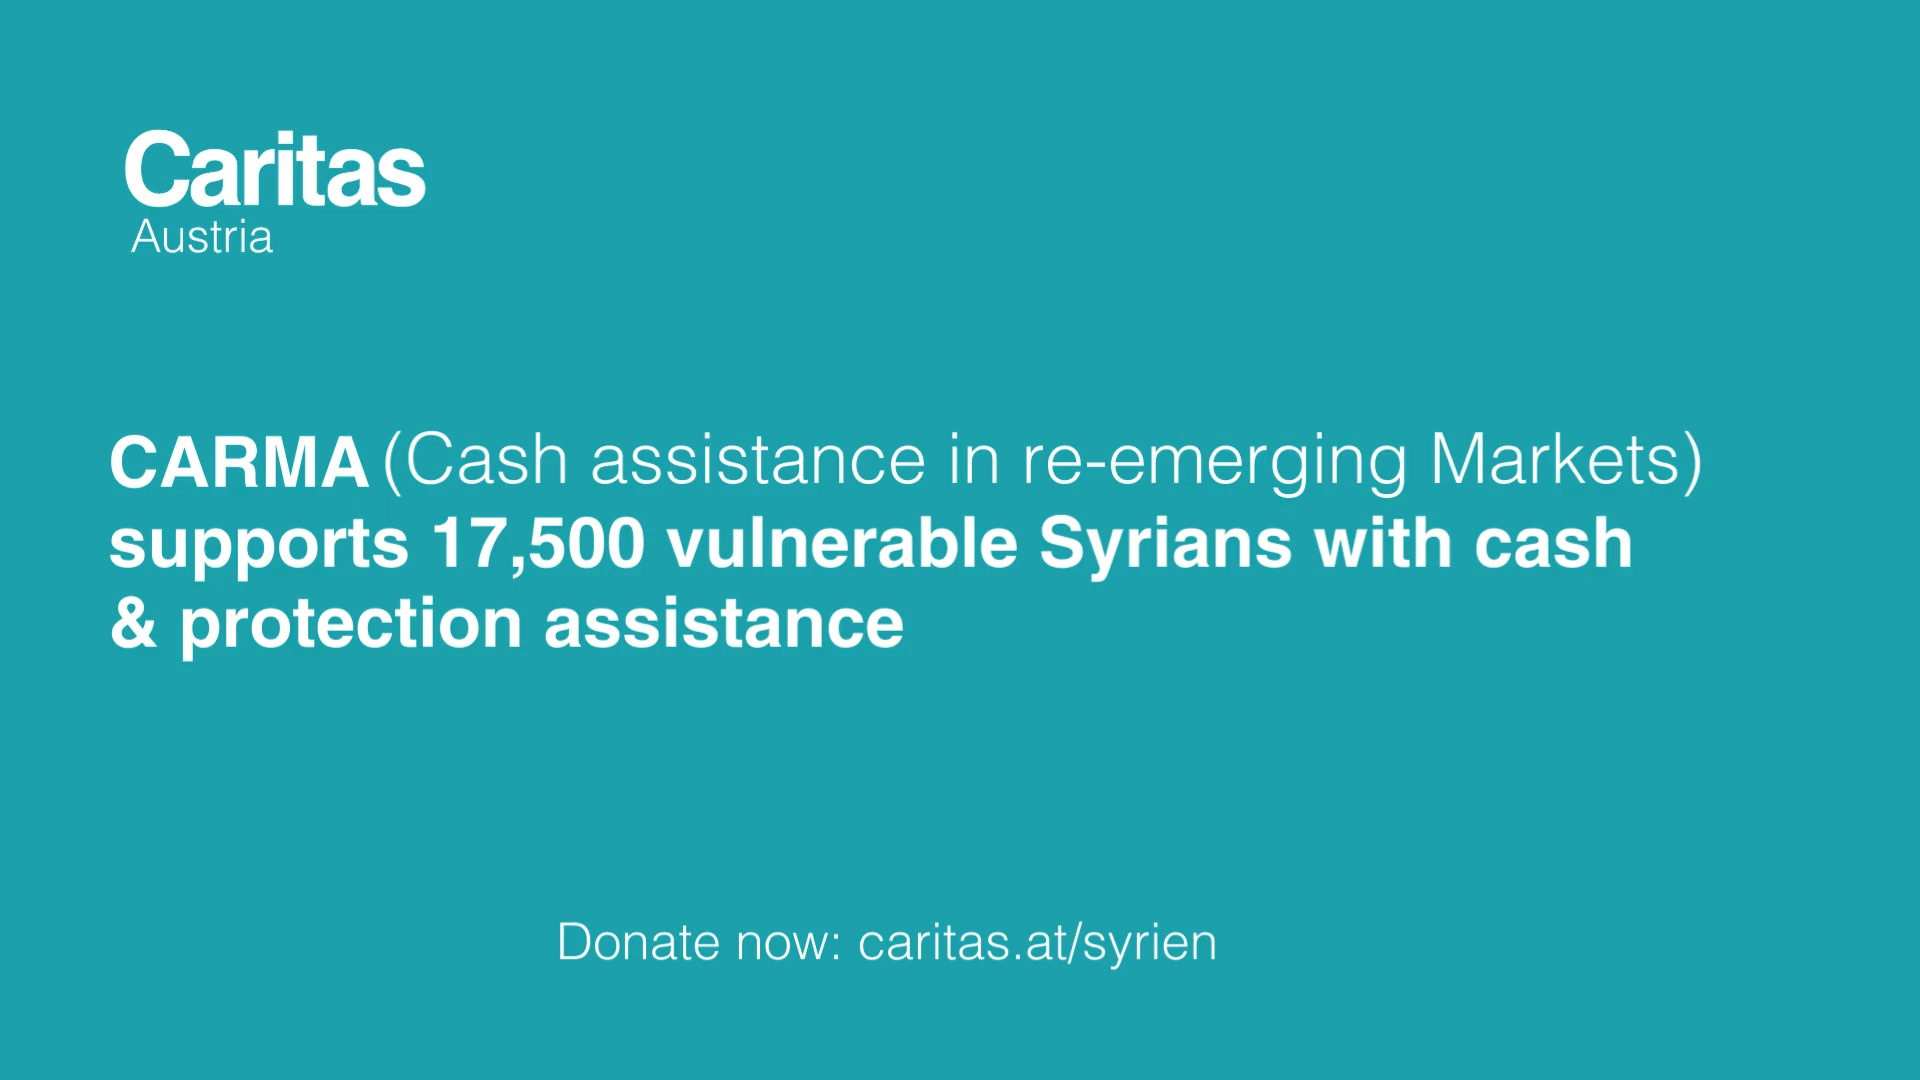 Caritas
Austria
CARMA (Cash assistance in re-emerging Markets)
supports 17,500 vulnerable Syrians with cash
& protection assistance
Donate now: caritas.at/syrien